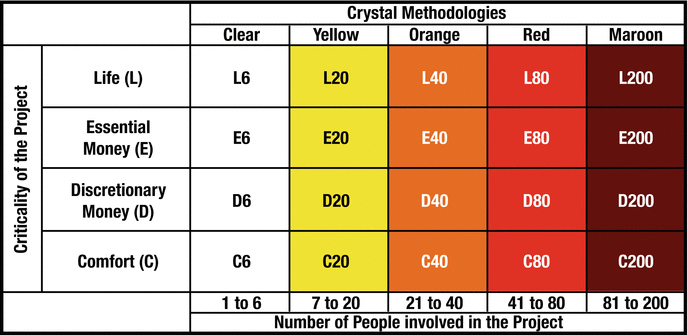 Crystal Methodologies
Clear Yellow Orange Red Maroon
Criticality of the Project
Life (L) L6 L20 L40 L80 L200
Essential
Money (E) E6 E20 E40 E80 E200
Discretionary
Money (D) D6 D20 D40 D80 D200
Comfort (C) C6 C20 C40 C80 C200
1 to 6 7 to 20 21 to 40 41 to 80 81 to 200
Number of People involved in the Project